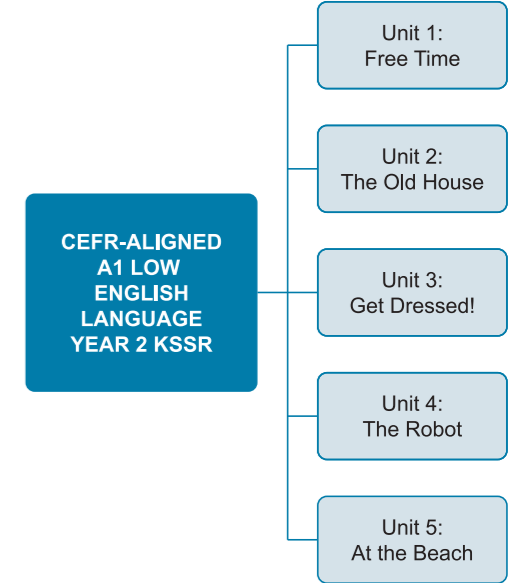 Unit 1:
Free Time
Unit 2:
The Old House
CEFR-ALIGNED
A1 LOW
ENGLISH
LANGUAGE
YEAR 2 KSSR
Unit 3:
Get Dressed!
Unit 4:
The Robot
Unit 5:
At the Beach